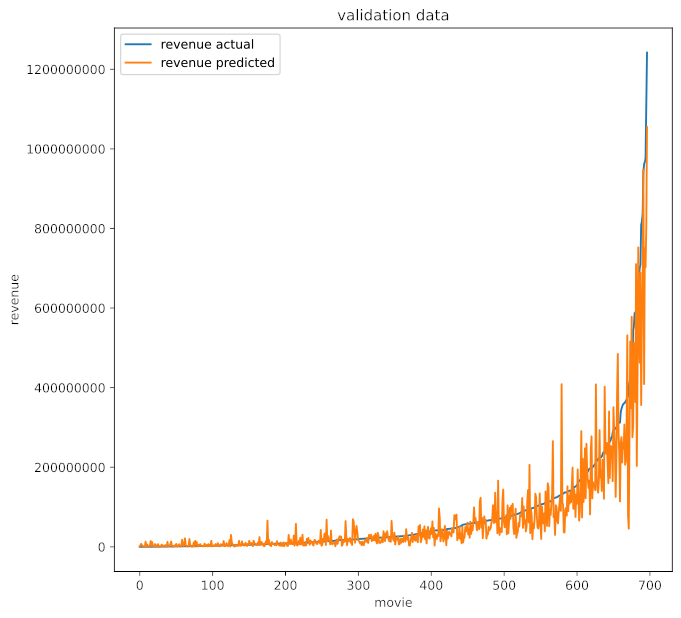 validation data
revenue actual
revenue predicted
1200000000
1000000000
800000000
600000000
400000000
200000000
0
revenue
0 100 200 300 400 500 600 700
movie